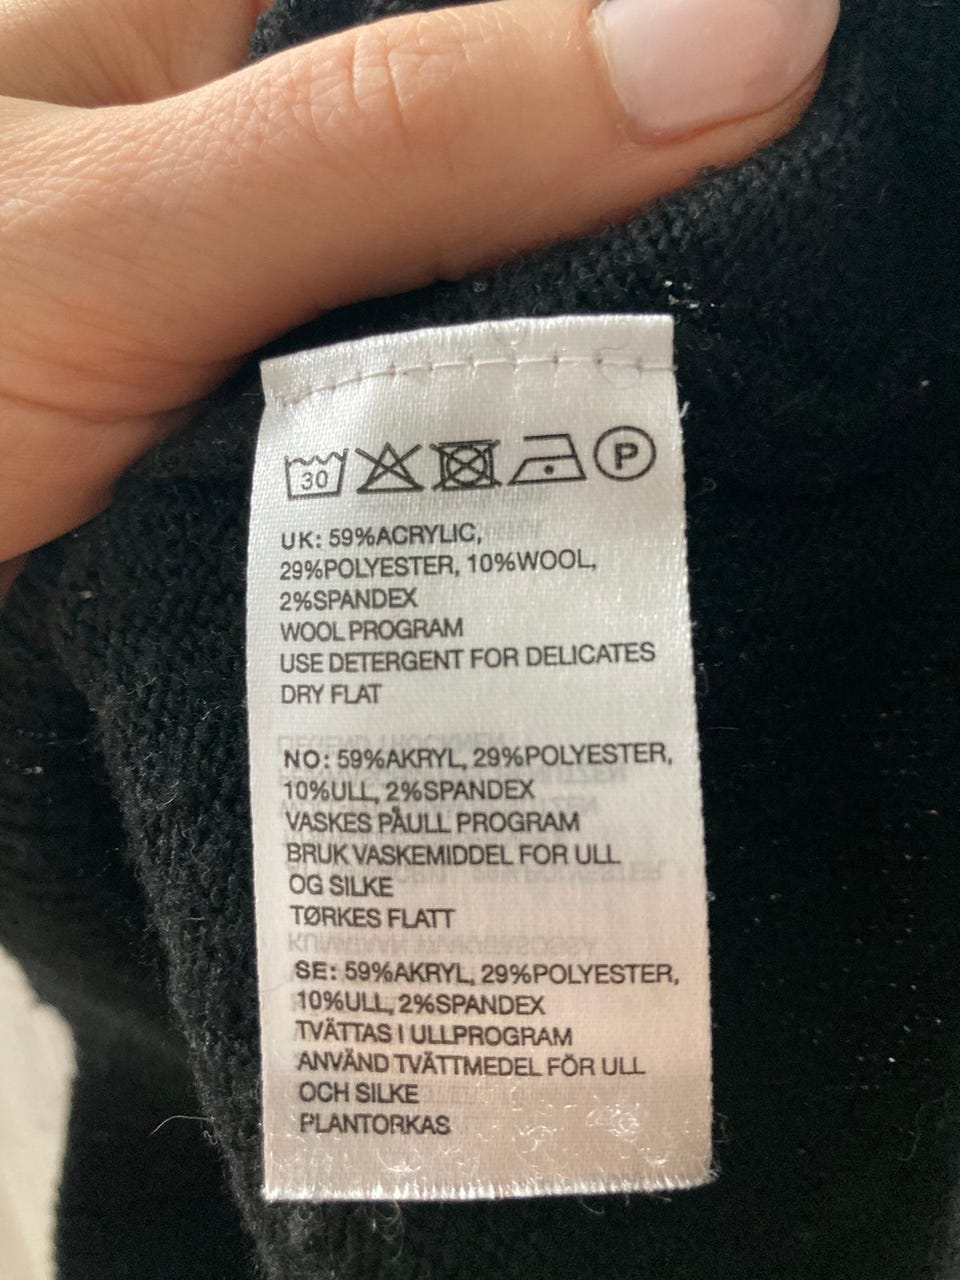 30 P
UK: 59%ACRYLIC,
29%POLYESTER, 10%WOOL,
2%SPANDEX
WOOL PROGRAM
USE DETERGENT FOR DELICATES
DRY FLAT
NO: 59%AKRYL, 29%POLYESTER,
10%ULL, 2%SPANDEX
VASKES PÅULL PROGRAM
BRUK VASKEMIDDEL FOR ULL
OG SILKE
TØRKES FLATT
SE: 59%AKRYL, 29%POLYESTER,
10%ULL, 2%SPANDEX
TVÄTTAS I ULLPROGRAM
ANVÄND TVÄTTMEDEL FÖR ULL
OCH SILKE
PLANTORKAS